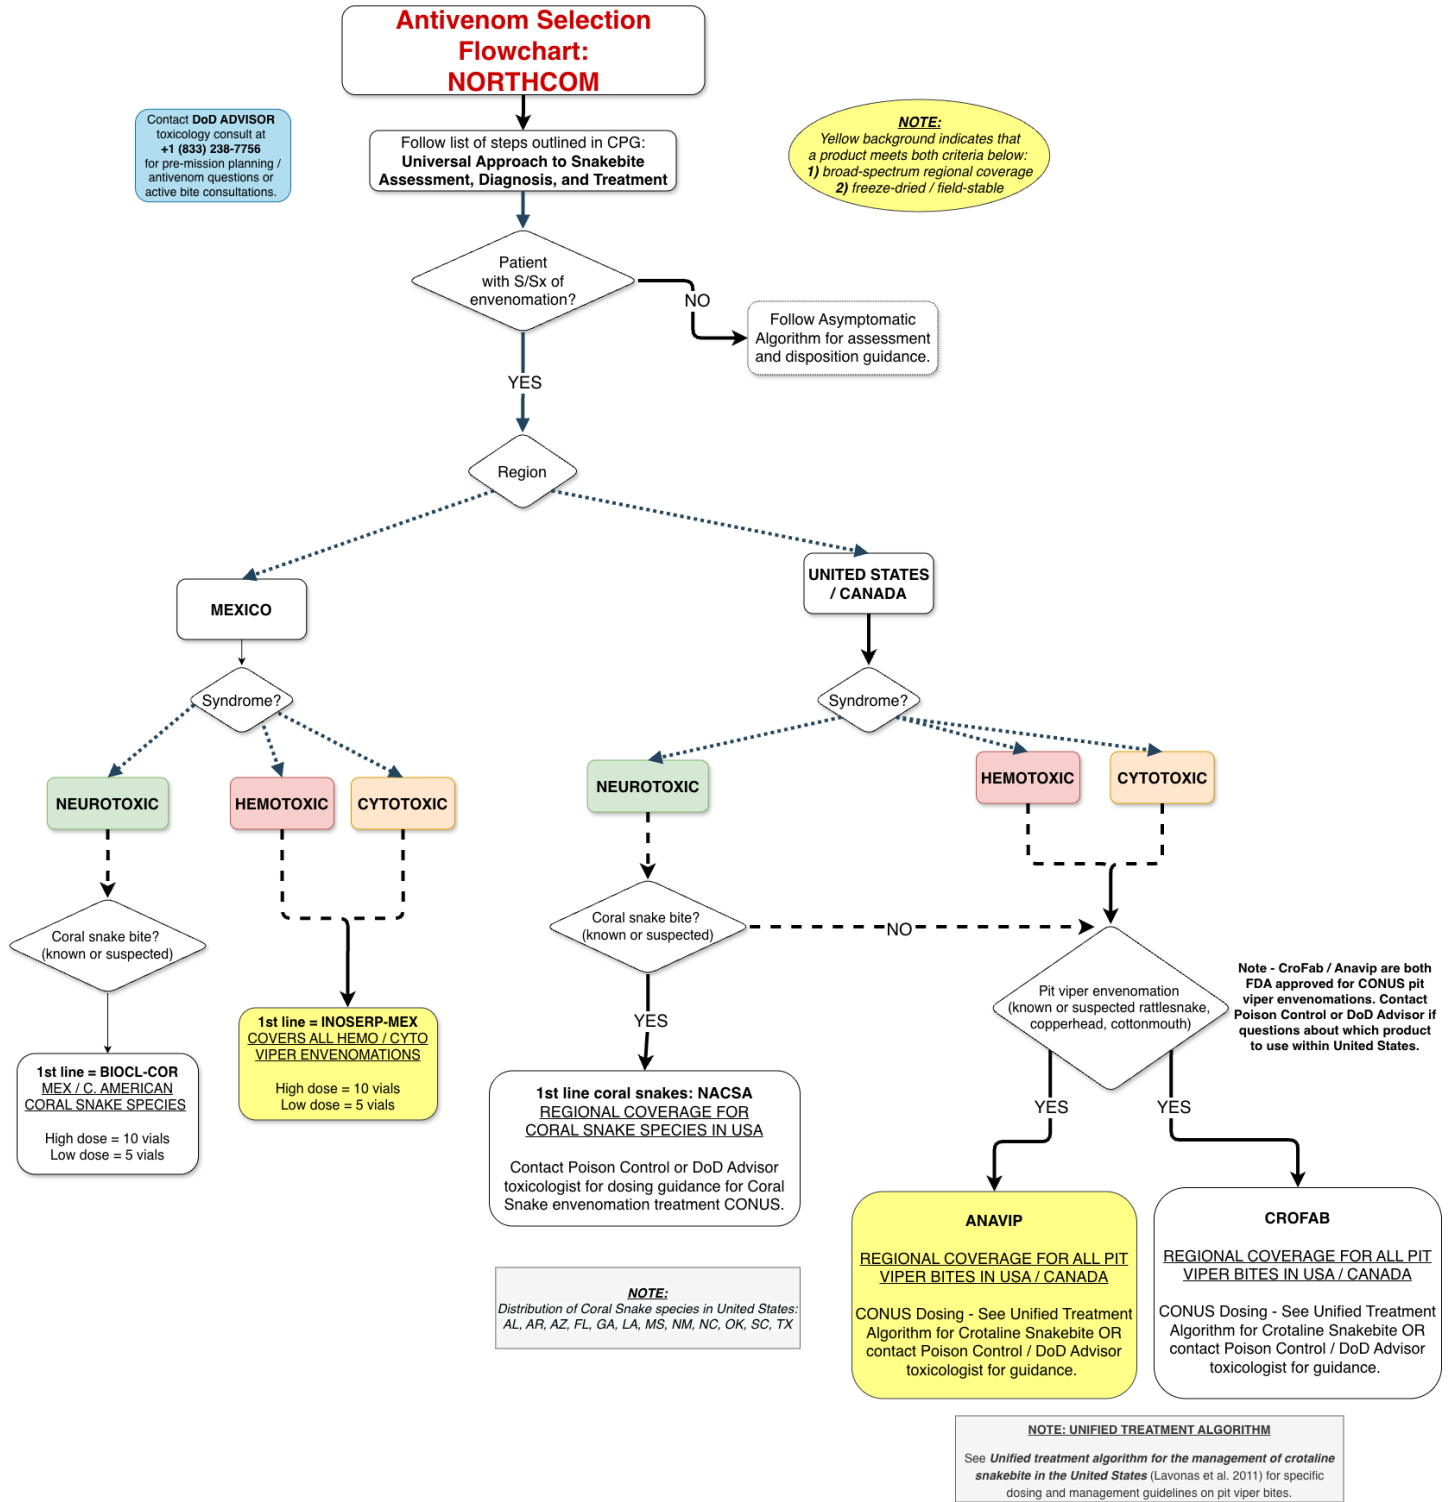 Antivenom Selection
Flowchart:
NORTHCOM
Contact DoD ADVISOR
toxicology consult at
+1 (833) 238-7756
for pre-mission planning /
antivenom questions or
active bite consultations.
Follow list of steps outlined in CPG:
Universal Approach to Snakebite
Assessment, Diagnosis, and Treatment
NOTE:
Yellow background indicates that
a product meets both criteria below:
1) broad-spectrum regional coverage
2) freeze-dried / field-stable
Patient
with S/Sx of
envenomation?
NO
Follow Asymptomatic
Algorithm for assessment
and disposition guidance.
YES
Region
MEXICO
UNITED STATES
/ CANADA
Syndrome?
Syndrome?
NEUROTOXIC
HEMOTOXIC
CYTOTOXIC
NEUROTOXIC
HEMOTOXIC
CYTOTOXIC
Coral snake bite?
(known or suspected)
Coral snake bite?
(known or suspected)
NO
Pit viper envenomation
(known or suspected rattlesnake,
copperhead, cottonmouth)
Note - CroFab / Anavip are both
FDA approved for CONUS pit
viper envenomations. Contact
Poison Control or DoD Advisor if
questions about which product
to use within United States.
1st line = BIOCL-COR
MEX / C. AMERICAN
CORAL SNAKE SPECIES
High dose = 10 vials
Low dose = 5 vials
1st line = INOSERP-MEX
COVERS ALL HEMO / CYTO
VIPER ENVENOMATIONS
High dose = 10 vials
Low dose = 5 vials
YES
1st line coral snakes: NACSA
REGIONAL COVERAGE FOR
CORAL SNAKE SPECIES IN USA
Contact Poison Control or DoD Advisor
toxicologist for dosing guidance for Coral
Snake envenomation treatment CONUS.
YES
YES
ANAVIP
REGIONAL COVERAGE FOR ALL PIT
VIPER BITES IN USA / CANADA
CONUS Dosing - See Unified Treatment
Algorithm for Crotaline Snakebite OR
contact Poison Control / DoD Advisor
toxicologist for guidance.
CROFAB
REGIONAL COVERAGE FOR ALL PIT
VIPER BITES IN USA / CANADA
CONUS Dosing - See Unified Treatment
Algorithm for Crotaline Snakebite OR
contact Poison Control / DoD Advisor
toxicologist for guidance.
NOTE:
Distribution of Coral Snake species in United States:
AL, AR, AZ, FL, GA, LA, MS, NM, NC, OK, SC, TX
NOTE: UNIFIED TREATMENT ALGORITHM
See Unified treatment algorithm for the management of crotaline
snakebite in the United States (Lavonas et al. 2011) for specific
dosing and management guidelines on pit viper bites.